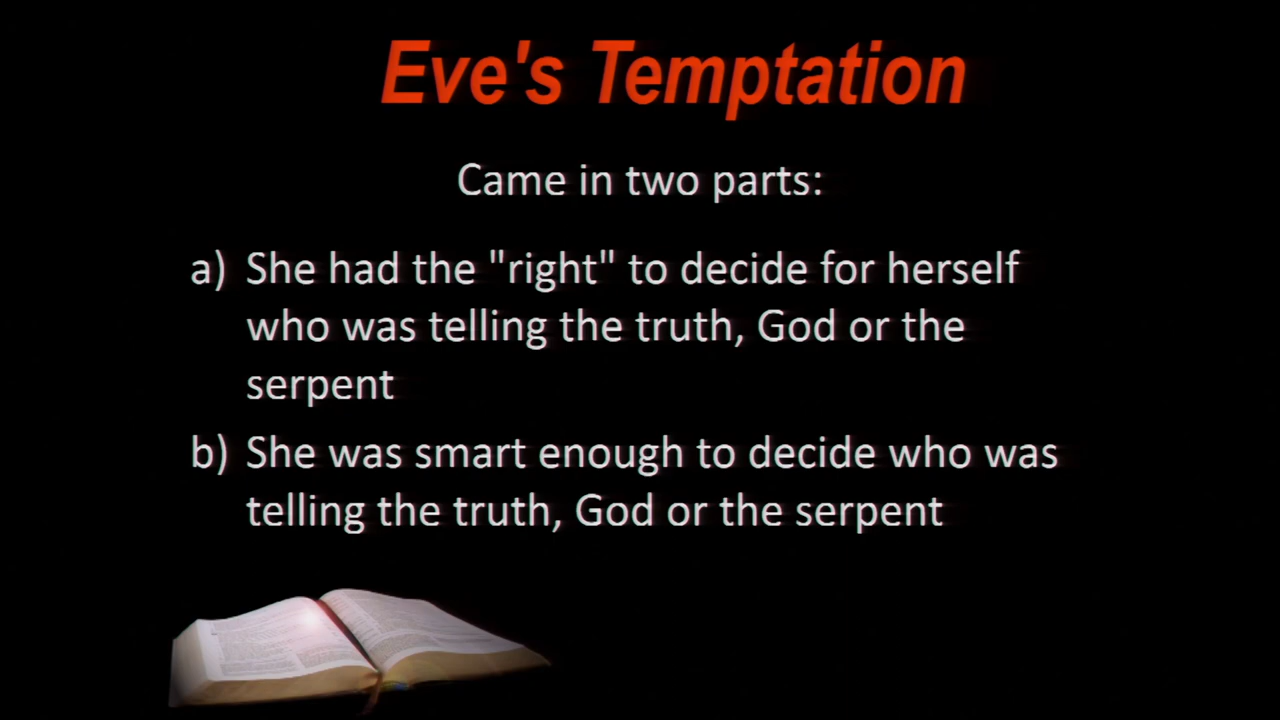 Eve's Temptation
Came in two parts:
a) She had the "right" to decide for herself
who was telling the truth, God or the
serpent
b) She was smart enough to decide who was
telling the truth, God or the serpent